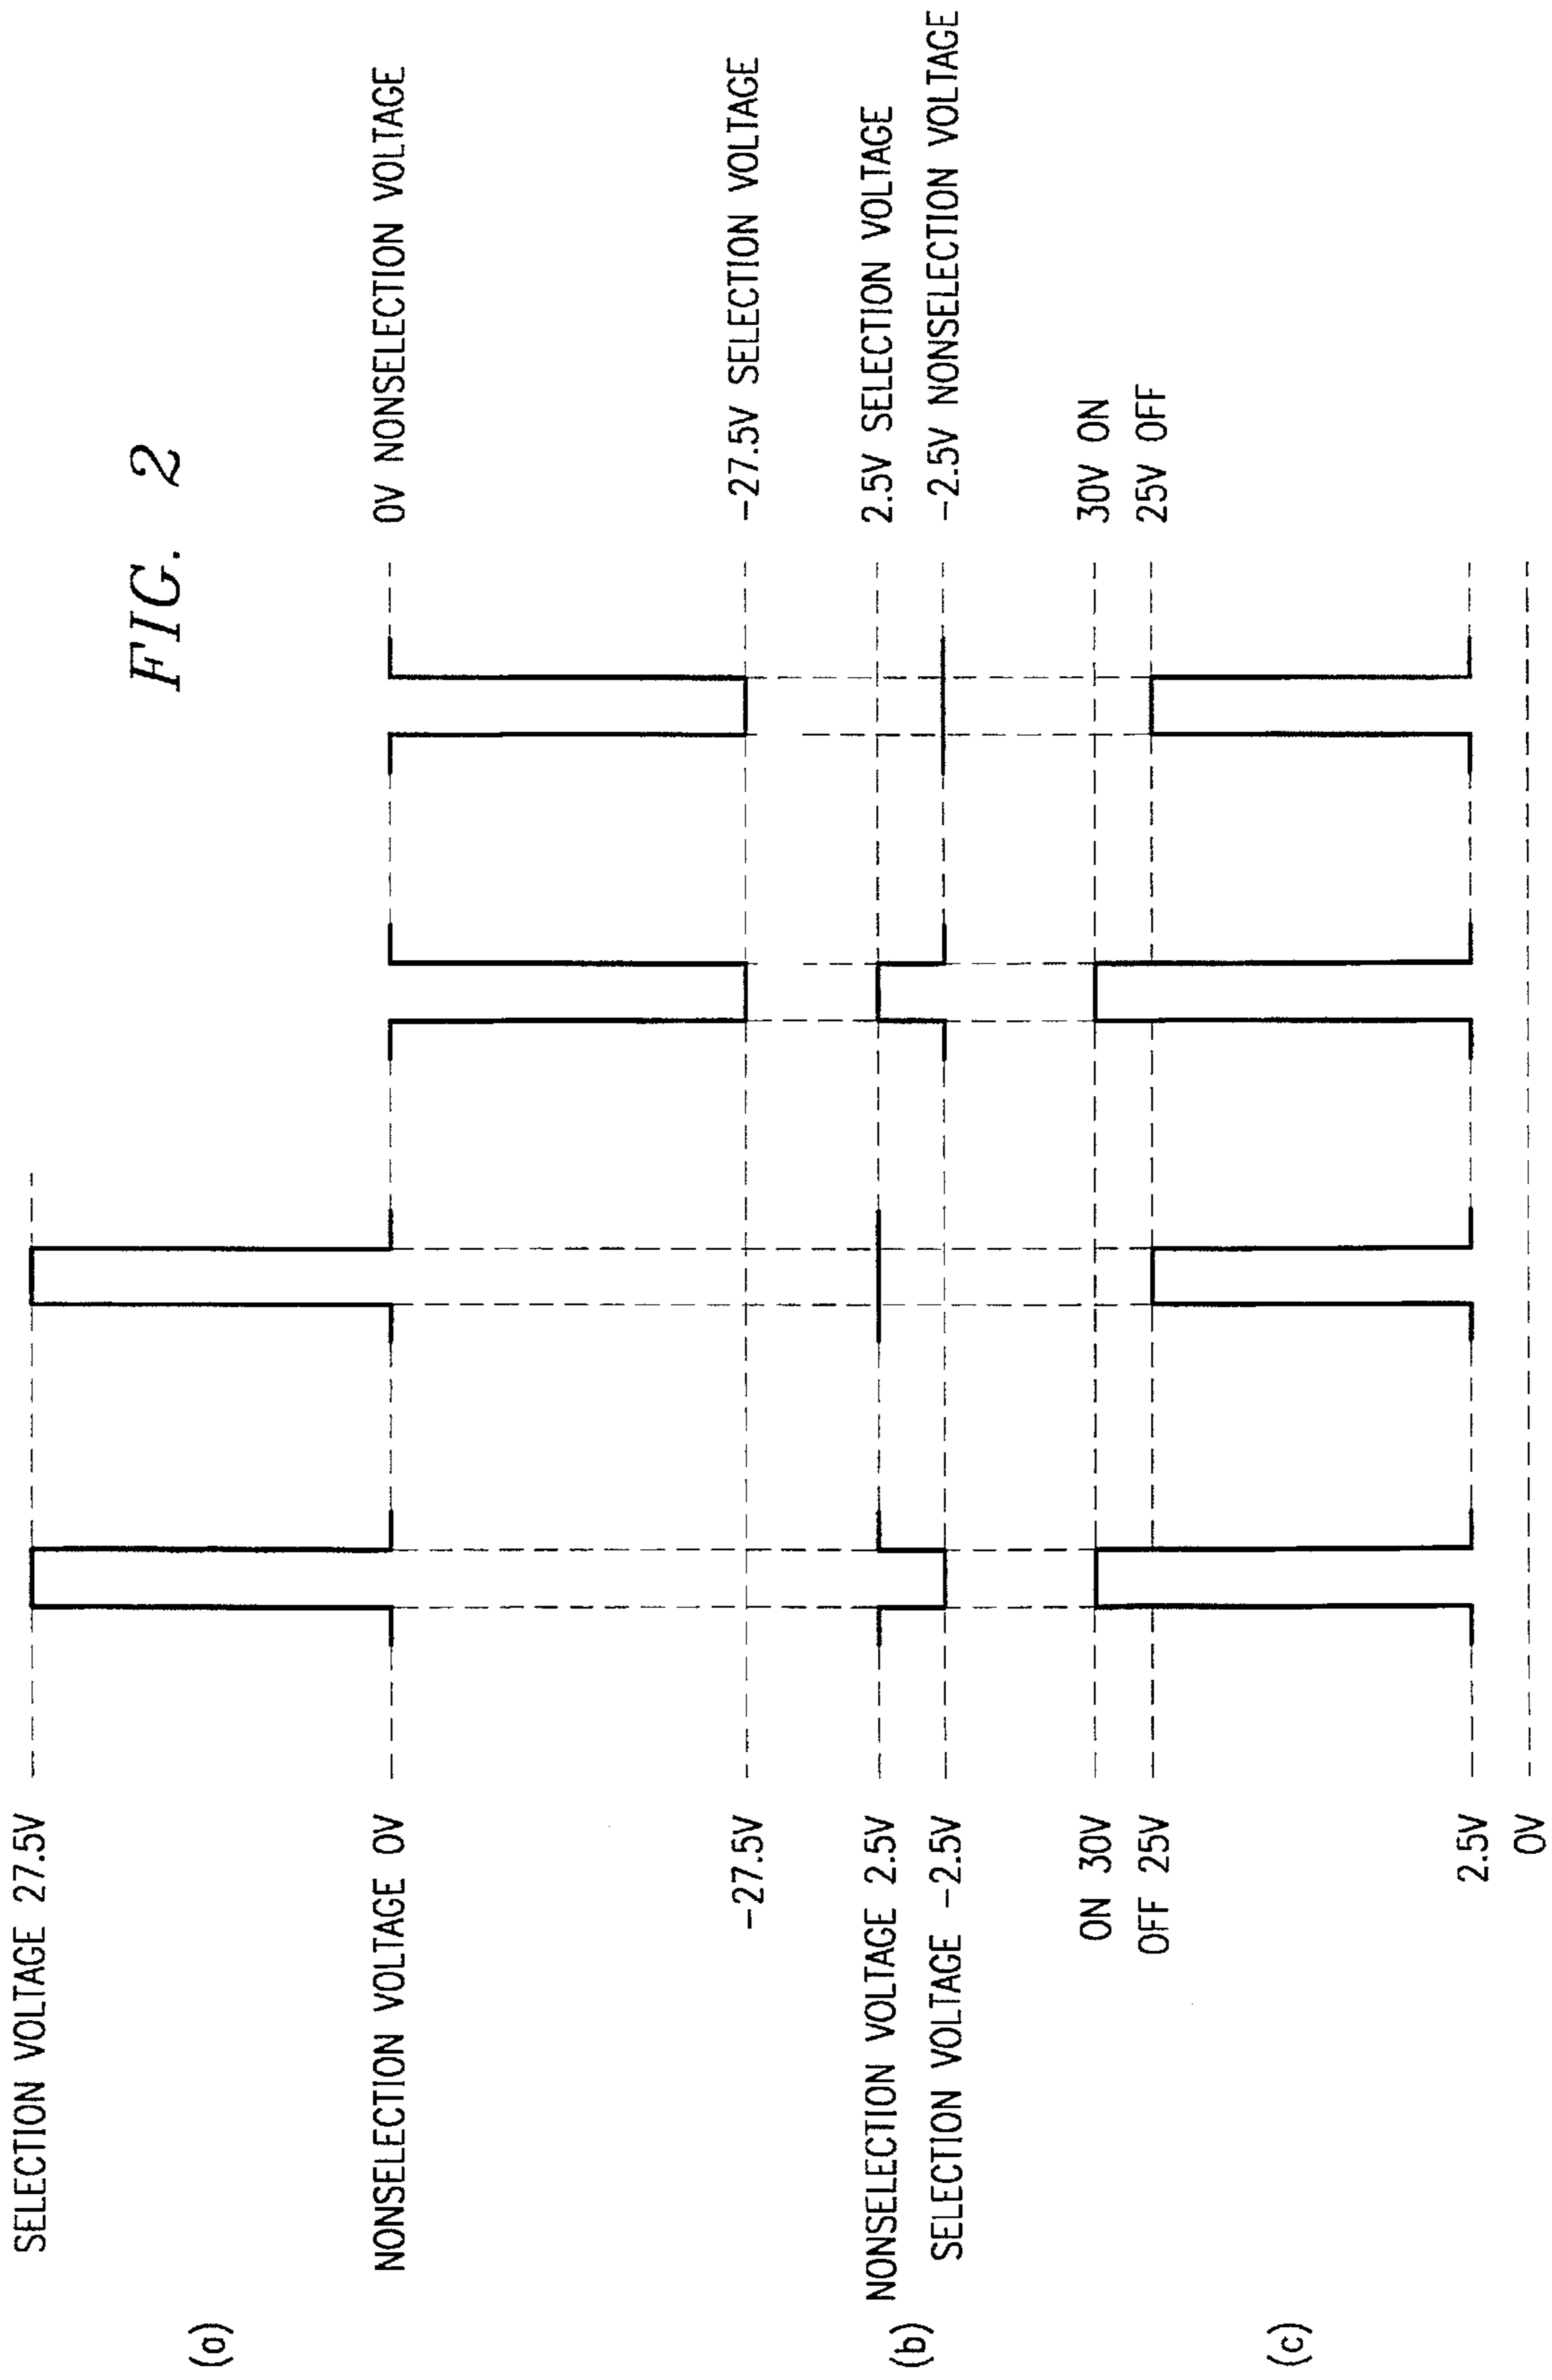 FIG. 2
(a)
SELECTION VOLTAGE 27.5V
NONSELECTION VOLTAGE 0V
0V NONSELECTION VOLTAGE
-27.5V
-27.5V SELECTION VOLTAGE
(b)
NONSELECTION VOLTAGE 2.5V
2.5V SELECTION VOLTAGE
SELECTION VOLTAGE -2.5V
-2.5V NONSELECTION VOLTAGE
(c)
ON 30V
30V ON
OFF 25V
25V OFF
2.5V
0V